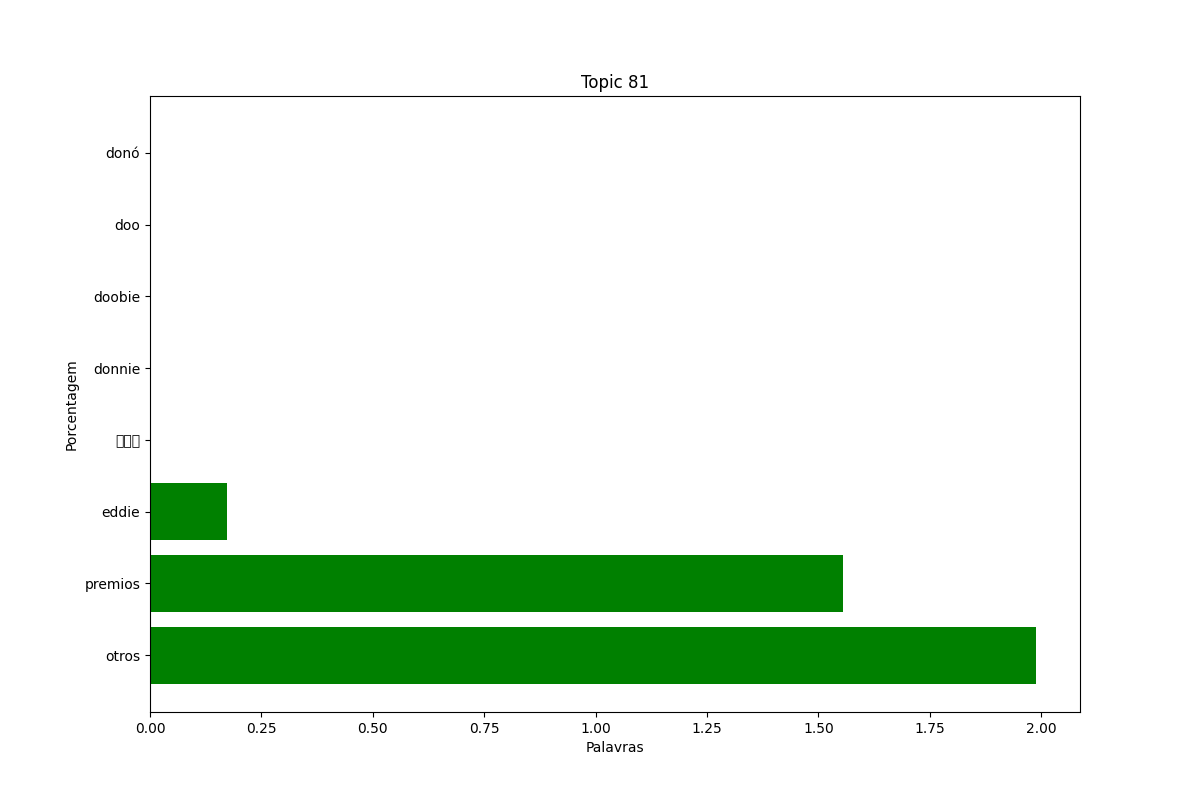 Topic 81
donó
doo
doobie
donnie
eddie
premios
otros
Porcentagem
0.00 0.25 0.50 0.75 1.00 1.25 1.50 1.75 2.00
Palavras